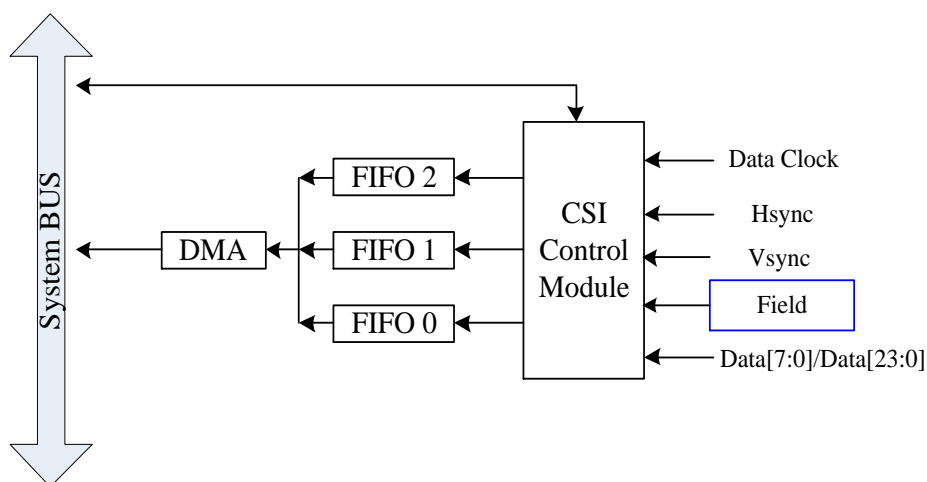 System BUS
DMA
FIFO 2
FIFO 1
FIFO 0
CSI
Control
Module
Data Clock
Hsync
Vsync
Field
Data[7:0]/Data[23:0]